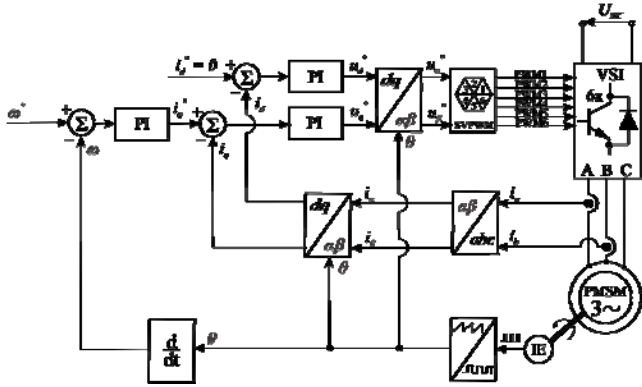 U_DC
i_d* = 0
+
Σ
−
PI
u_d*
dq
αβ
θ
u_α*
SVPWM
PWM1
VSI
6x
ω*
+
Σ
−
ω
PI
i_q*
+
Σ
−
i_q
i_d
PI
u_q*
u_β*
A B C
dq
αβ
θ
i_α
i_β
αβ
abc
i_a
i_b
PMSM
3~
d
dt
θ
IE